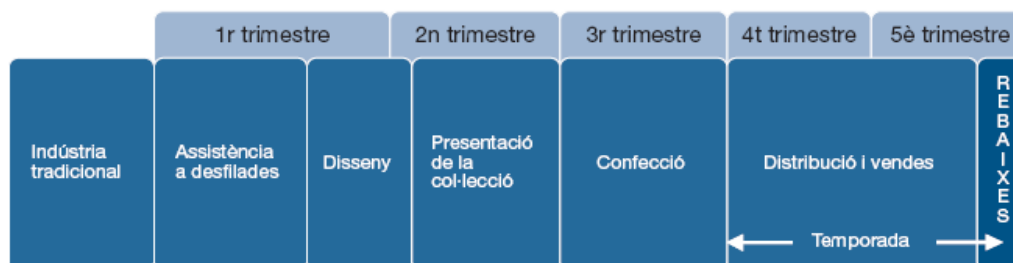 1r trimestre
2n trimestre
3r trimestre
4t trimestre
5è trimestre
Indústria
tradicional
Assistència
a desfilades
Disseny
Presentació
de la
col·lecció
Confecció
Distribució i vendes
Temporada
REBAIXES